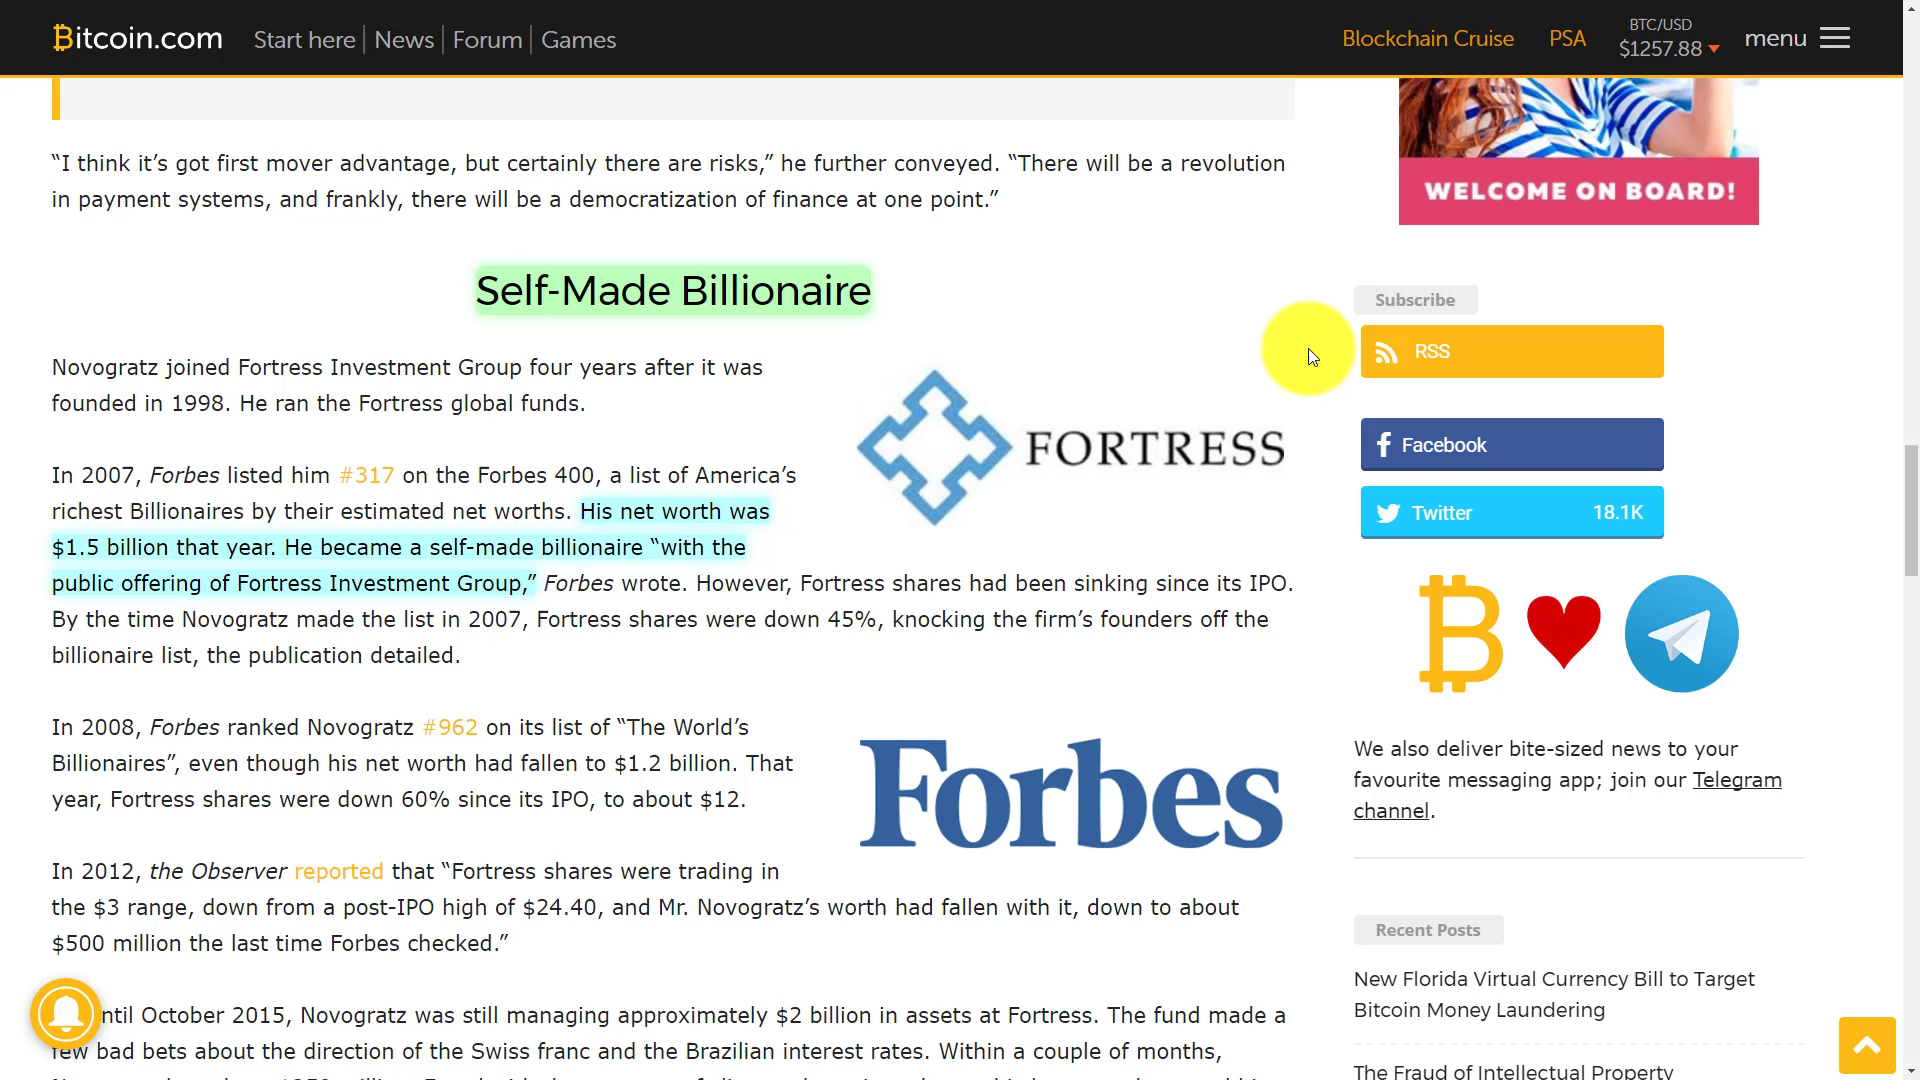 Bitcoin.com
Start here
News
Forum
Games
Blockchain Cruise
PSA
BTC/USD
$1257.88
menu
“I think it’s got first mover advantage, but certainly there are risks,” he further conveyed. “There will be a revolution
in payment systems, and frankly, there will be a democratization of finance at one point.”
Self-Made Billionaire
Novogratz joined Fortress Investment Group four years after it was
founded in 1998. He ran the Fortress global funds.
FORTRESS
In 2007, Forbes listed him #317 on the Forbes 400, a list of America’s
richest Billionaires by their estimated net worths. His net worth was
$1.5 billion that year. He became a self-made billionaire “with the
public offering of Fortress Investment Group,” Forbes wrote. However, Fortress shares had been sinking since its IPO.
By the time Novogratz made the list in 2007, Fortress shares were down 45%, knocking the firm’s founders off the
billionaire list, the publication detailed.
In 2008, Forbes ranked Novogratz #962 on its list of “The World’s
Billionaires”, even though his net worth had fallen to $1.2 billion. That
year, Fortress shares were down 60% since its IPO, to about $12.
Forbes
In 2012, the Observer reported that “Fortress shares were trading in
the $3 range, down from a post-IPO high of $24.40, and Mr. Novogratz’s worth had fallen with it, down to about
$500 million the last time Forbes checked.”
ntil October 2015, Novogratz was still managing approximately $2 billion in assets at Fortress. The fund made a
few bad bets about the direction of the Swiss franc and the Brazilian interest rates. Within a couple of months,
WELCOME ON BOARD!
Subscribe
RSS
Facebook
Twitter 18.1K
We also deliver bite-sized news to your
favourite messaging app; join our Telegram
channel.
Recent Posts
New Florida Virtual Currency Bill to Target
Bitcoin Money Laundering
The Fraud of Intellectual Property